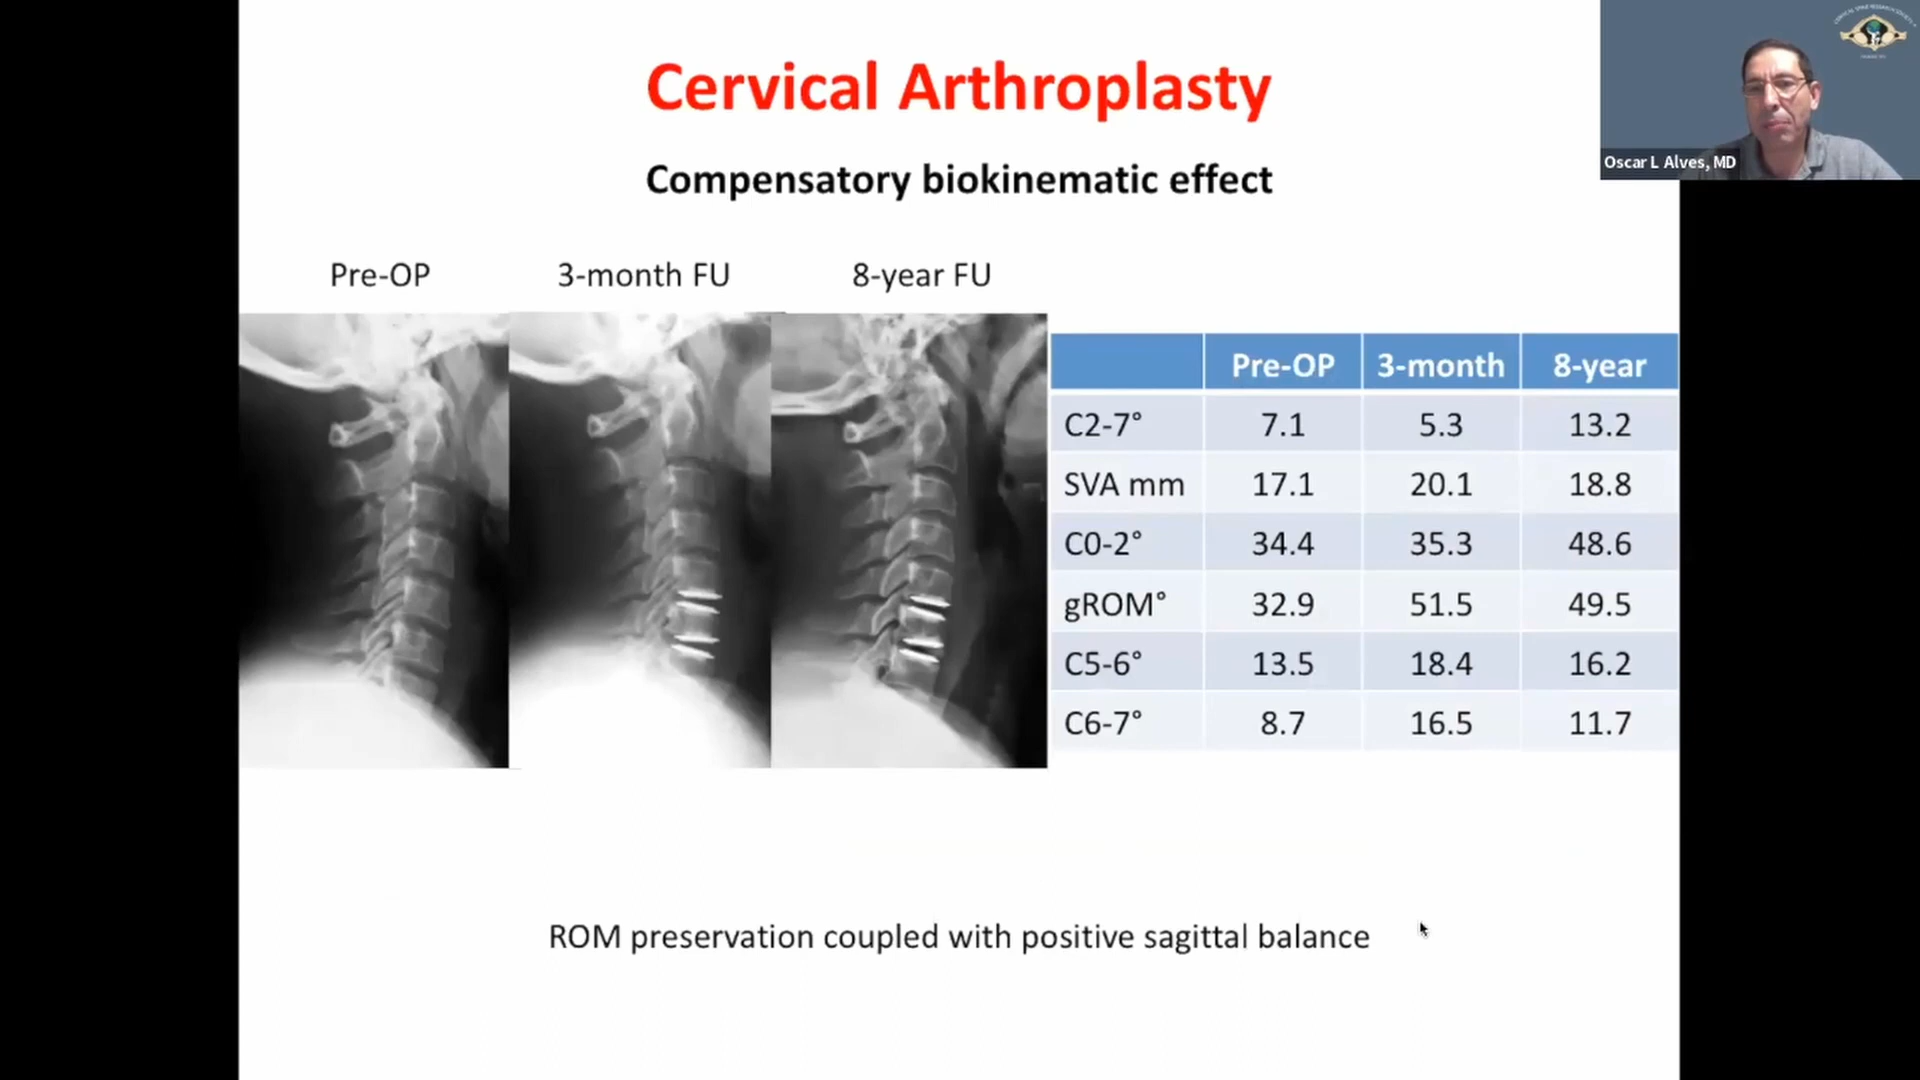 Cervical Arthroplasty
Oscar L Alves, MD
Compensatory biokinematic effect
Pre-OP 3-month FU 8-year FU
Pre-OP 3-month 8-year
C2-7° 7.1 5.3 13.2
SVA mm 17.1 20.1 18.8
C0-2° 34.4 35.3 48.6
gROM° 32.9 51.5 49.5
C5-6° 13.5 18.4 16.2
C6-7° 8.7 16.5 11.7
ROM preservation coupled with positive sagittal balance